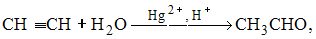 CH ≡CH + H₂O —Hg²⁺, H⁺→ CH₃CHO,